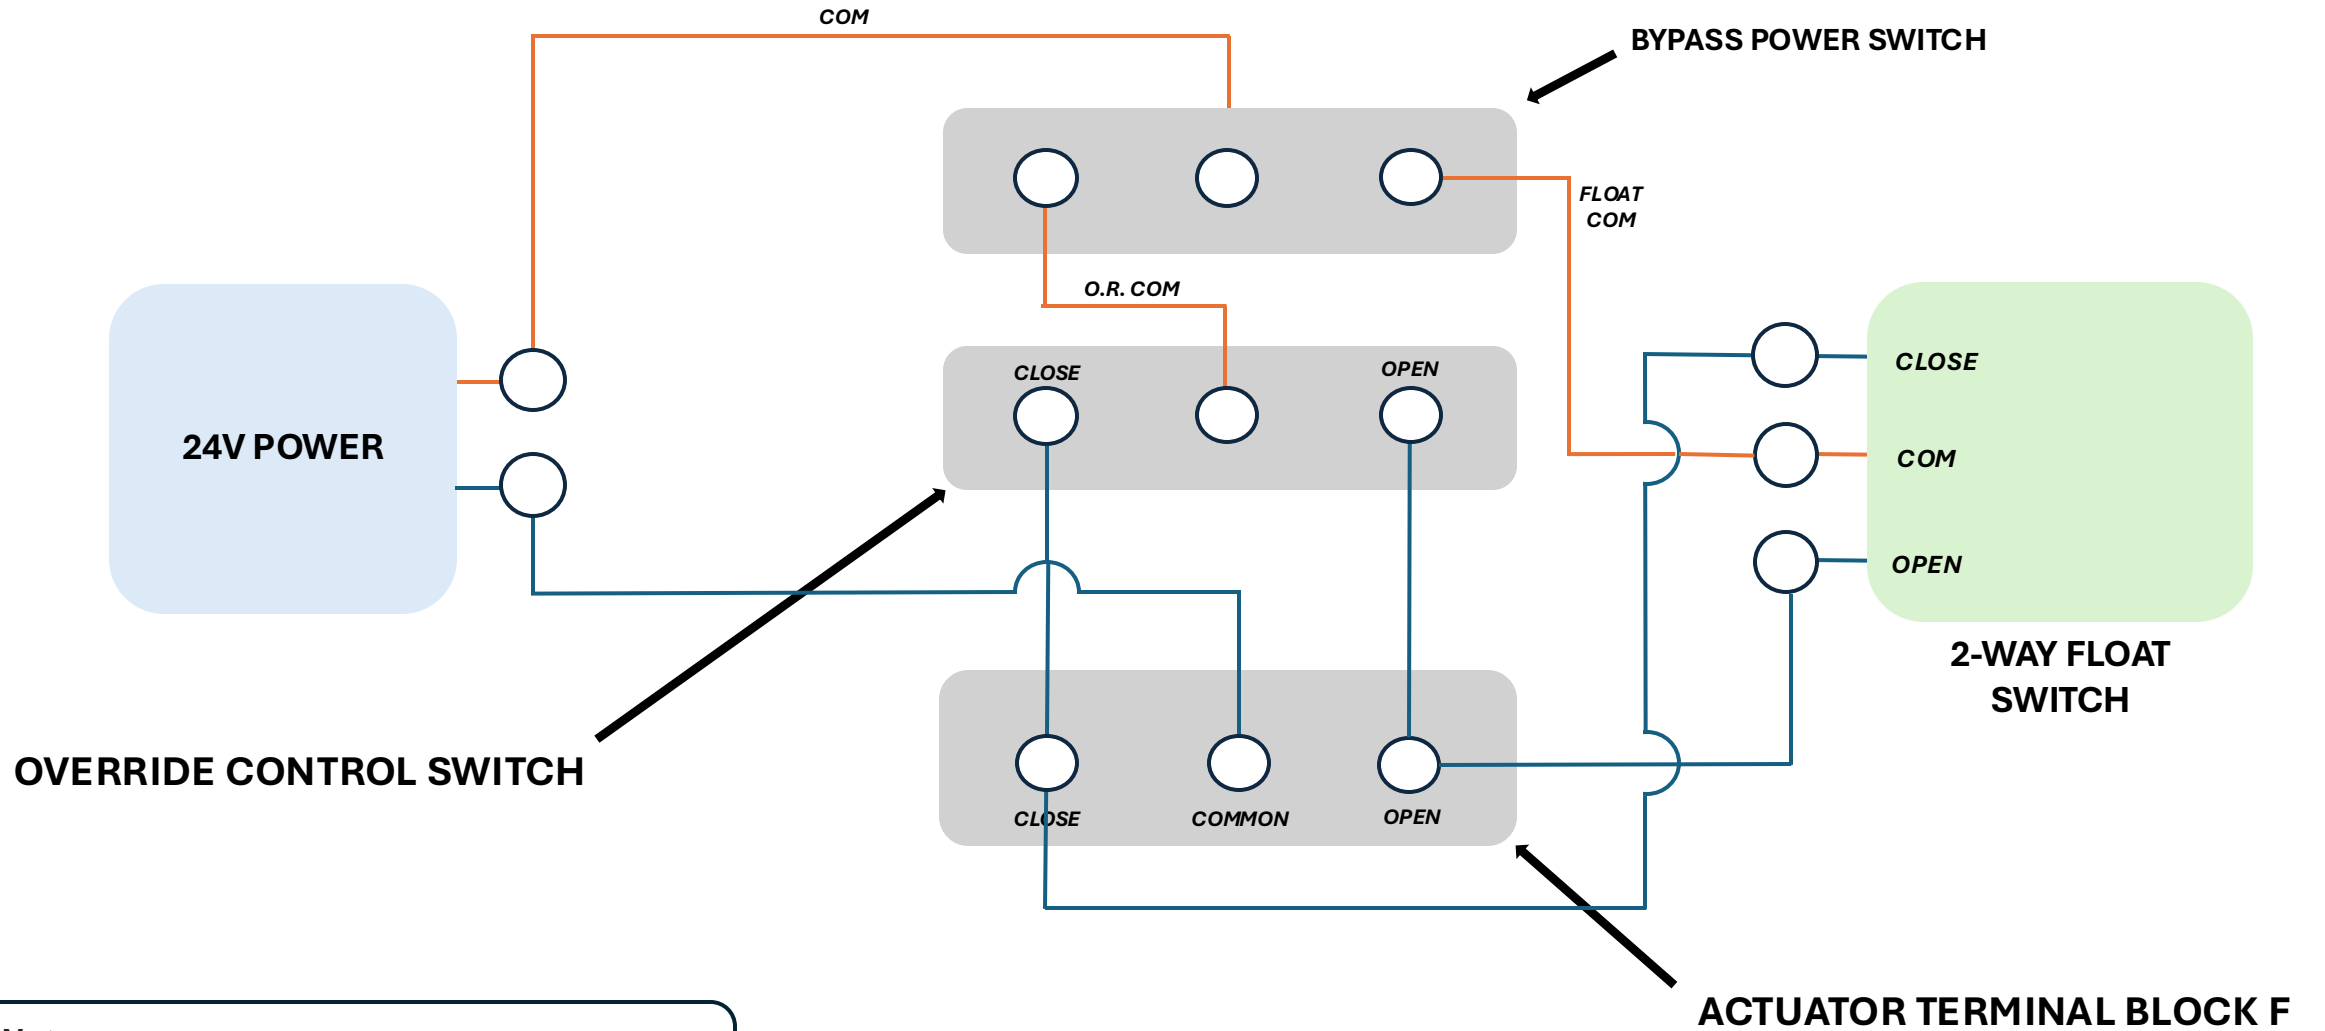 COM
BYPASS POWER SWITCH
FLOAT
COM
O.R. COM
CLOSE
OPEN
24V POWER
CLOSE
COM
OPEN
2-WAY FLOAT
SWITCH
OVERRIDE CONTROL SWITCH
CLOSE
COMMON
OPEN
ACTUATOR TERMINAL BLOCK F